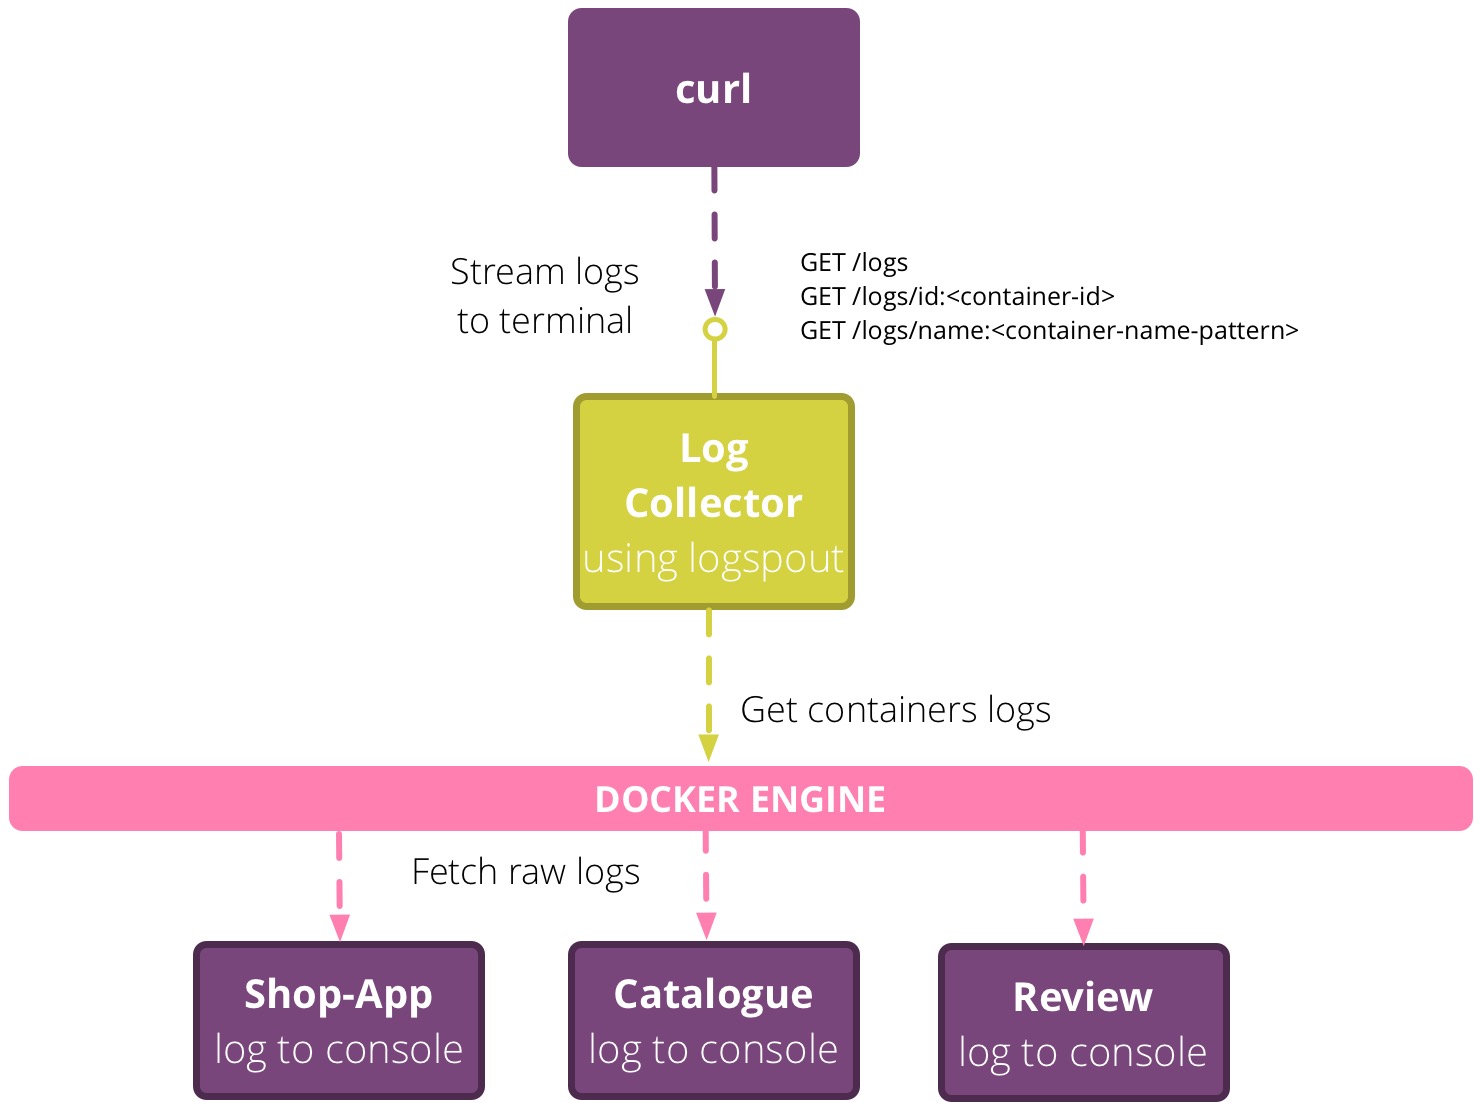 curl
Stream logs
to terminal
GET /logs
GET /logs/id:<container-id>
GET /logs/name:<container-name-pattern>
Log
Collector
using logspout
Get containers logs
DOCKER ENGINE
Fetch raw logs
Shop-App
log to console
Catalogue
log to console
Review
log to console